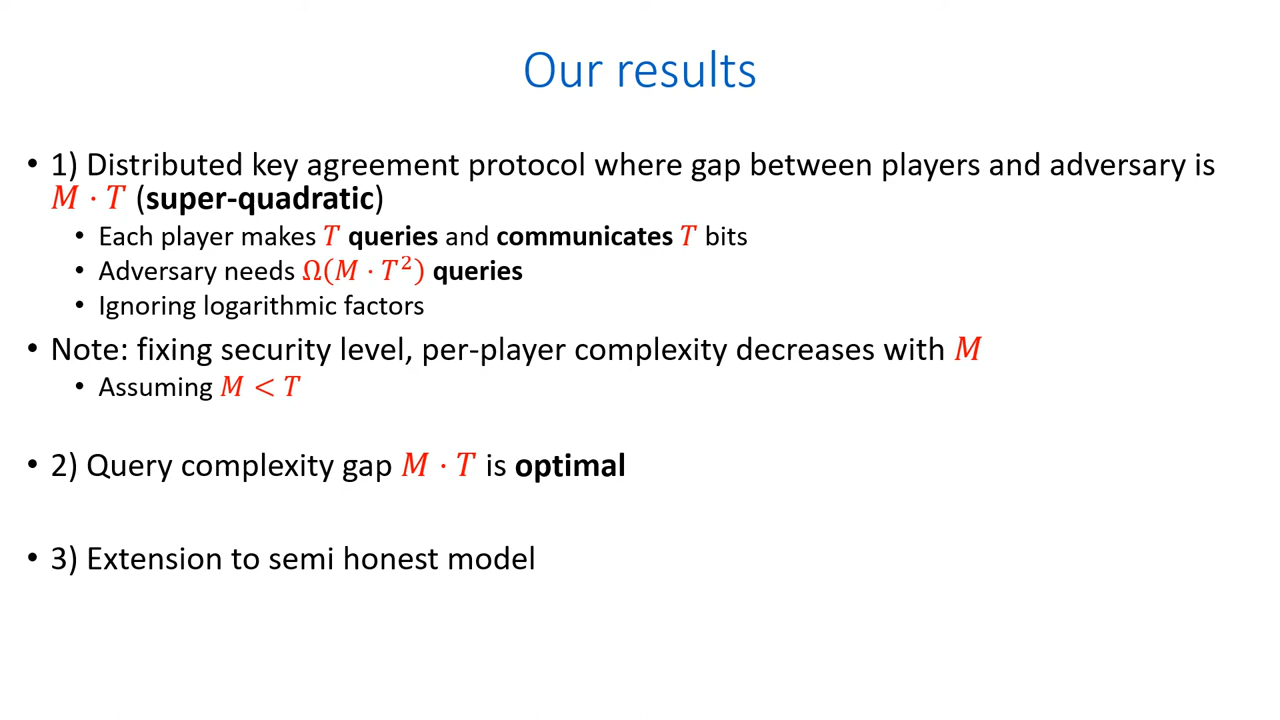 Our results
• 1) Distributed key agreement protocol where gap between players and adversary is
M · T (super-quadratic)
• Each player makes T queries and communicates T bits
• Adversary needs Ω(M · T²) queries
• Ignoring logarithmic factors
• Note: fixing security level, per-player complexity decreases with M
• Assuming M < T
• 2) Query complexity gap M · T is optimal
• 3) Extension to semi honest model